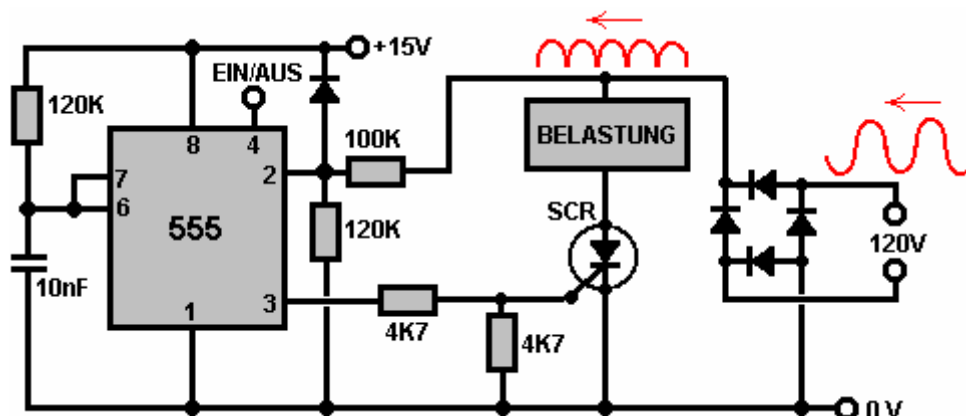 +15V
EIN/AUS
120K
8
4
100K
BELASTUNG
2
7
6
555
SCR
120K
120V
10nF
3
1
4K7
4K7
0 V